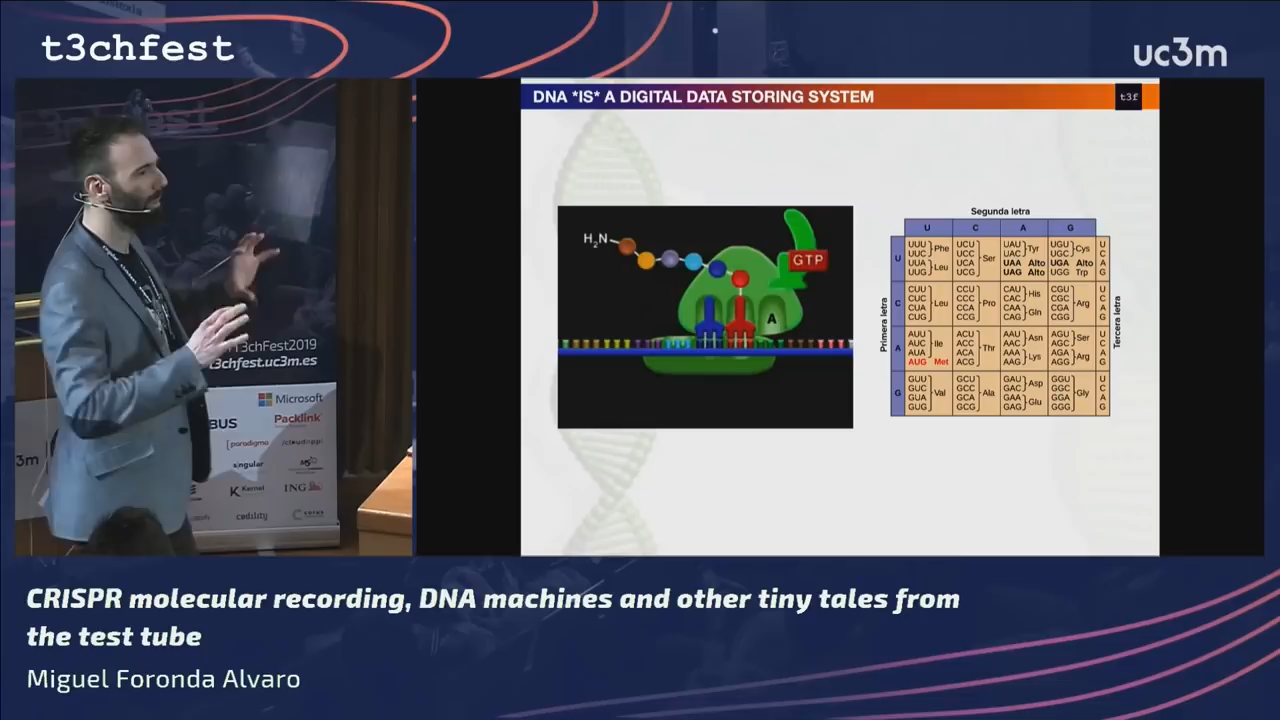 t3chfest
uc3m
DNA *IS* A DIGITAL DATA STORING SYSTEM
t3f
H2N
GTP
A
Segunda letra
U C A G
Primera letra
Tercera letra
U
UUU
UUC
Phe
UUA
UUG
Leu
UCU
UCC
UCA
UCG
Ser
UAU
UAC
Tyr
UAA Alto
UAG Alto
UGU
UGC
Cys
UGA Alto
UGG Trp
U
C
A
G
C
CUU
CUC
CUA
CUG
Leu
CCU
CCC
CCA
CCG
Pro
CAU
CAC
His
CAA
CAG
Gln
CGU
CGC
CGA
CGG
Arg
U
C
A
G
A
AUU
AUC
AUA
Ile
AUG Met
ACU
ACC
ACA
ACG
Thr
AAU
AAC
Asn
AAA
AAG
Lys
AGU
AGC
Ser
AGA
AGG
Arg
U
C
A
G
G
GUU
GUC
GUA
GUG
Val
GCU
GCC
GCA
GCG
Ala
GAU
GAC
Asp
GAA
GAG
Glu
GGU
GGC
GGA
GGG
Gly
U
C
A
G
T3chFest2019
t3chfest.uc3m.es
Microsoft
BUS
Packlink
paradigma
singular
Kernel
ING
codility
3m
CRISPR molecular recording, DNA machines and other tiny tales from
the test tube
Miguel Foronda Alvaro